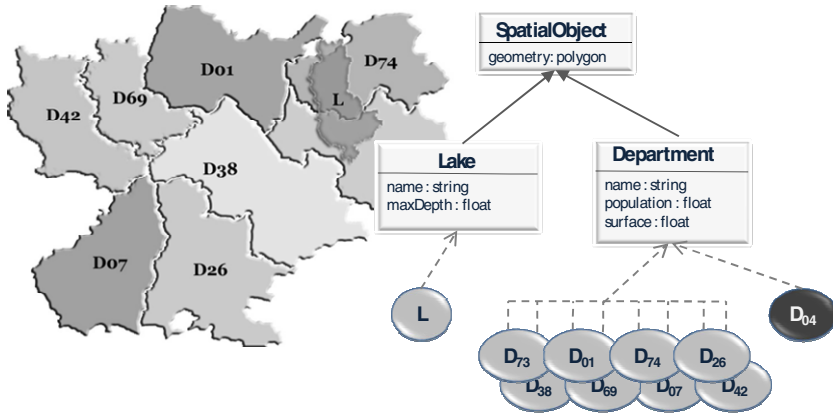 D01
D74
D69
L
D42
D38
D07
D26
SpatialObject
geometry: polygon
Lake
name : string
maxDepth : float
Department
name : string
population : float
surface : float
L
D04
D73
D01
D74
D26
D38
D69
D07
D42